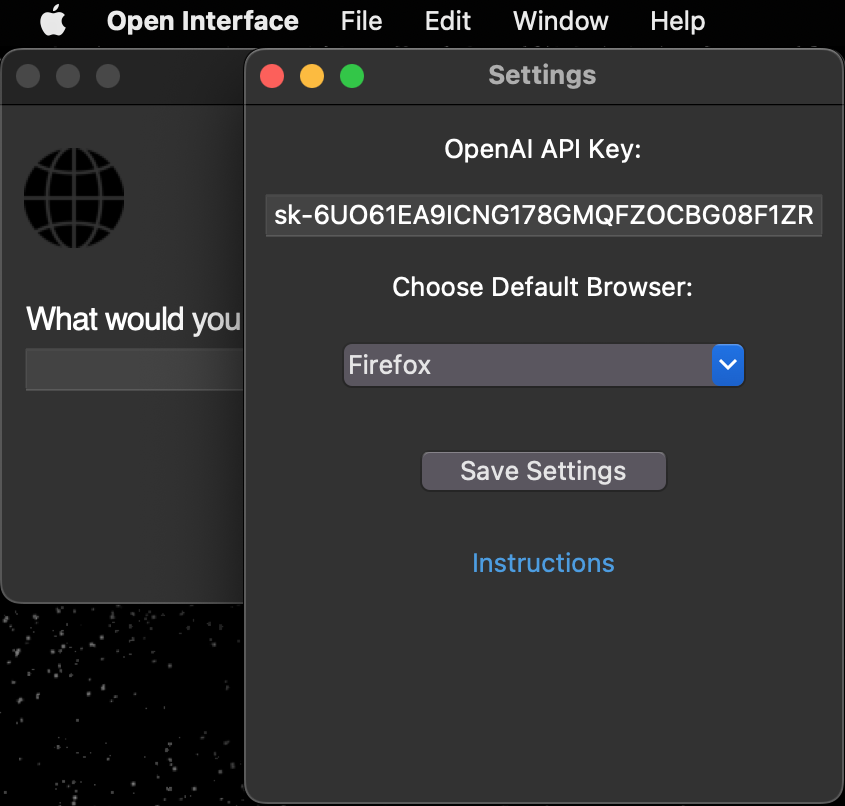 Open Interface File Edit Window Help
Settings
OpenAI API Key:
sk-6UO61EA9ICNG178GMQFZOCBG08F1ZR
Choose Default Browser:
What would you
Firefox
Save Settings
Instructions